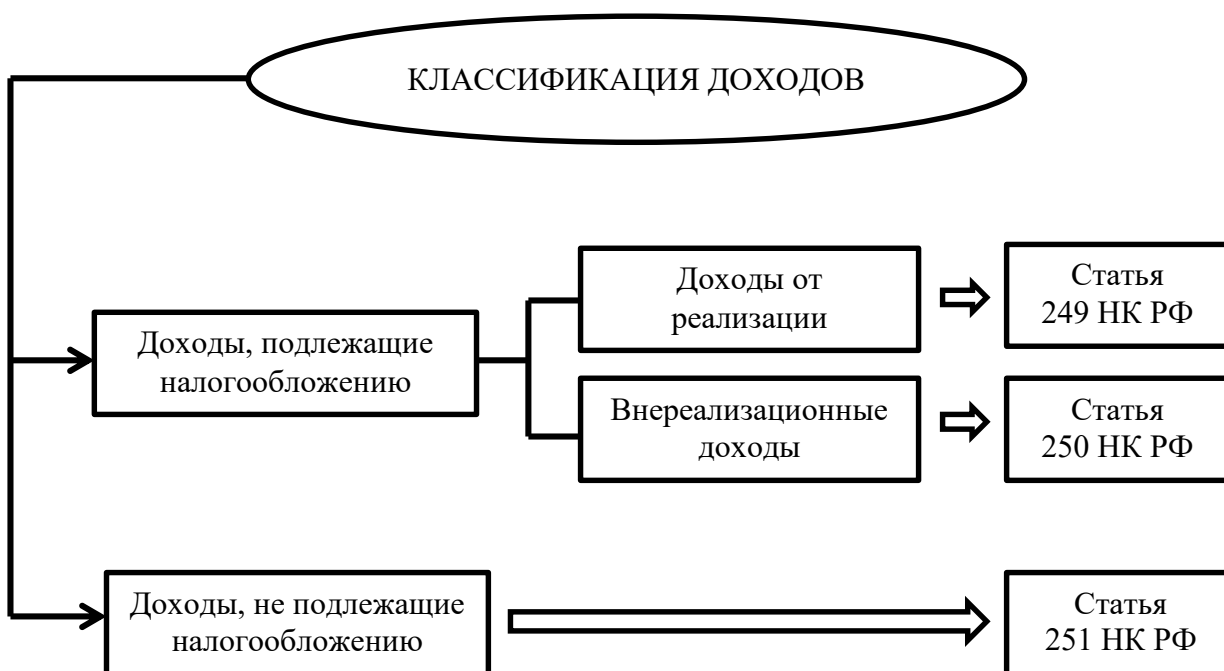 КЛАССИФИКАЦИЯ ДОХОДОВ
Доходы, подлежащие
налогообложению
Доходы от
реализации
Статья
249 НК РФ
Внереализационные
доходы
Статья
250 НК РФ
Доходы, не подлежащие
налогообложению
Статья
251 НК РФ